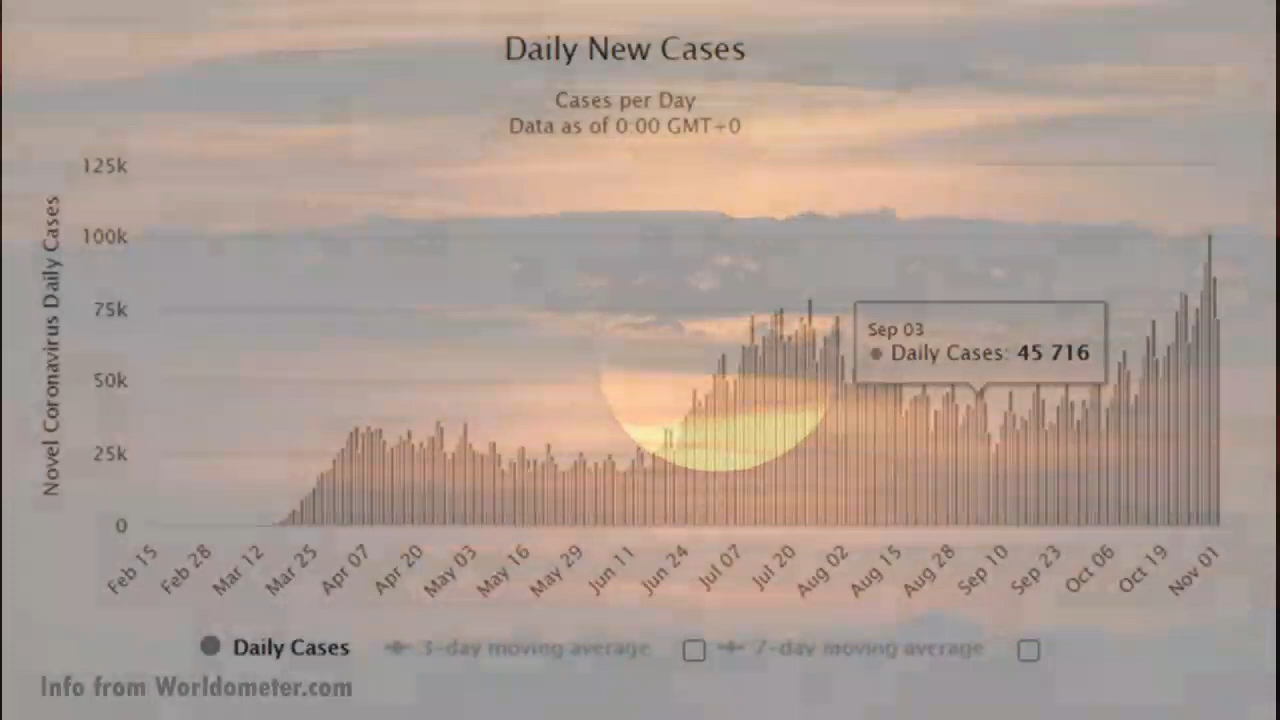 Daily New Cases
Cases per Day
Data as of 0:00 GMT+0
Novel Coronavirus Daily Cases
125k
100k
75k
50k
25k
0
Sep 03
Daily Cases: 45 716
Feb 15
Feb 28
Mar 12
Mar 25
Apr 07
Apr 20
May 03
May 16
May 29
Jun 11
Jun 24
Jul 07
Jul 20
Aug 02
Aug 15
Aug 28
Sep 10
Sep 23
Oct 06
Oct 19
Nov 01
Daily Cases
3-day moving average
7-day moving average
Info from Worldometer.com